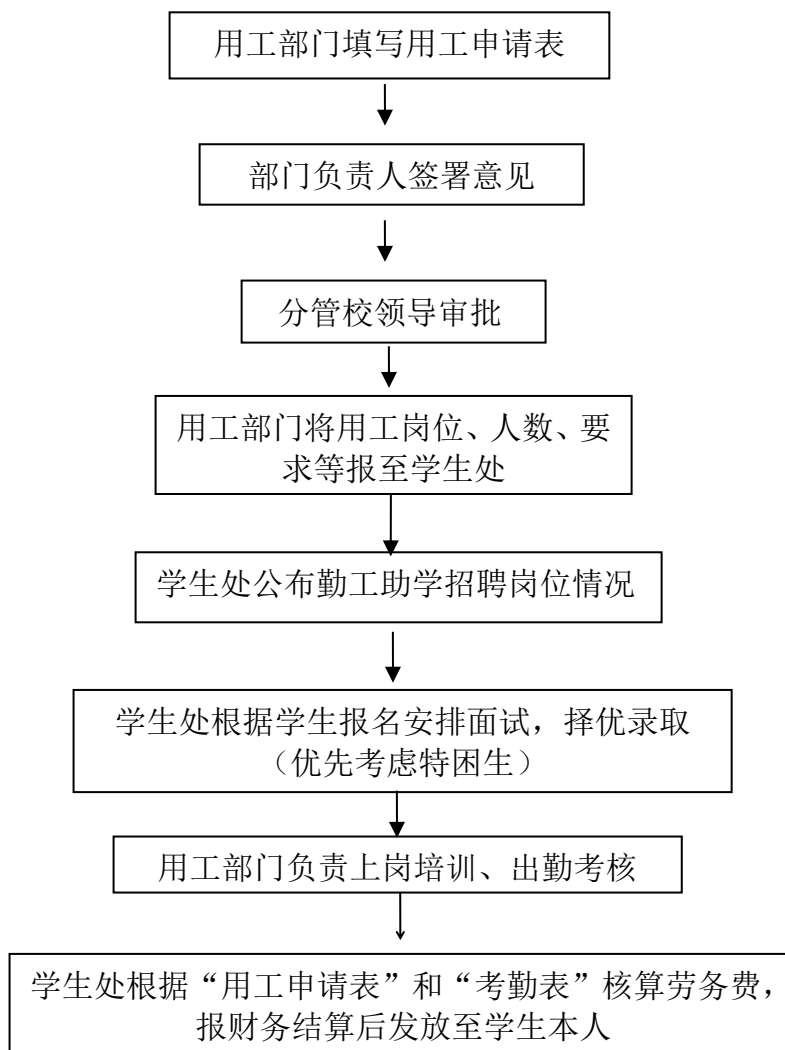 用工部门填写用工申请表
部门负责人签署意见
分管校领导审批
用工部门将用工岗位、人数、要
求等报至学生处
学生处公布勤工助学招聘岗位情况
学生处根据学生报名安排面试，择优录取
（优先考虑特困生）
用工部门负责上岗培训、出勤考核
学生处根据“用工申请表”和“考勤表”核算劳务费，
报财务结算后发放至学生本人